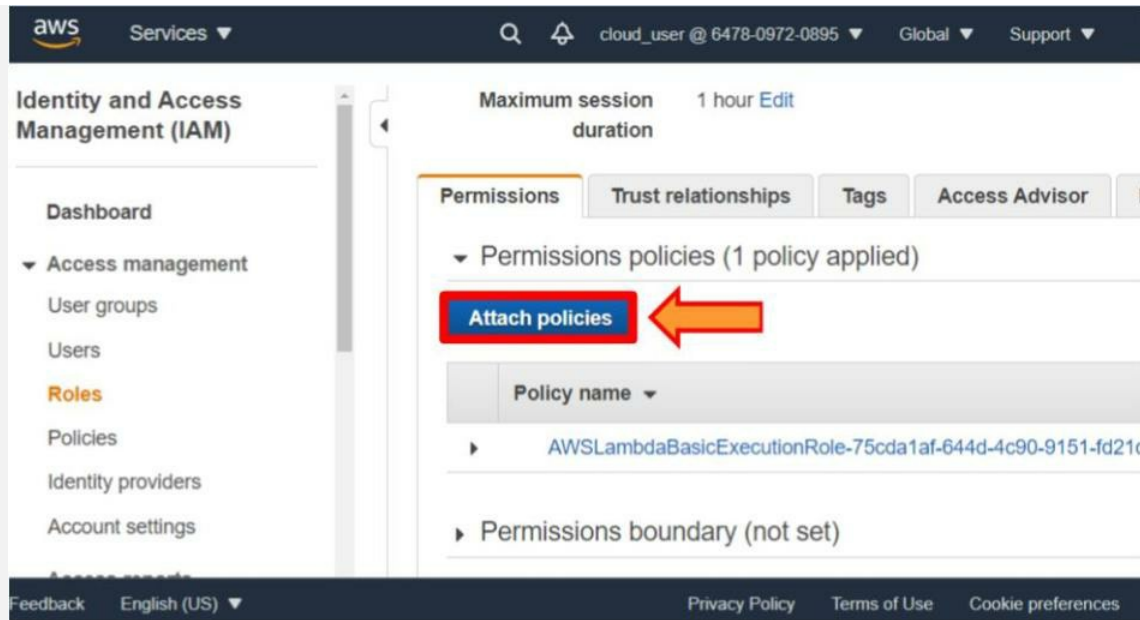 aws Services cloud_user @ 6478-0972-0895 Global Support
Identity and Access
Management (IAM)
Dashboard
Access management
User groups
Users
Roles
Policies
Identity providers
Account settings
Access reports
Maximum session
duration
1 hour Edit
Permissions Trust relationships Tags Access Advisor
Permissions policies (1 policy applied)
Attach policies
Policy name
AWSLambdaBasicExecutionRole-75cda1af-644d-4c90-9151-fd21
Permissions boundary (not set)
Feedback English (US) Privacy Policy Terms of Use Cookie preferences